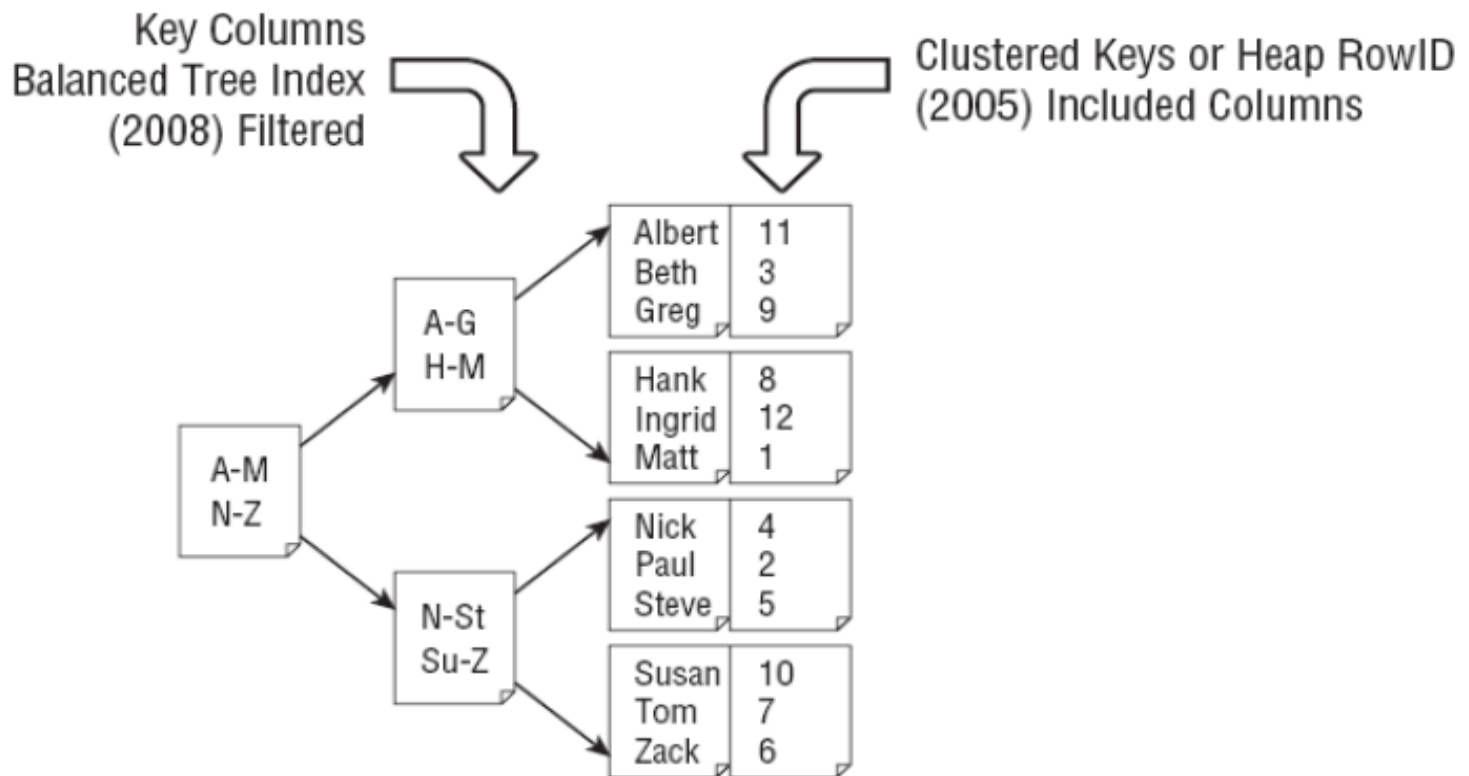 Key Columns
Balanced Tree Index
(2008) Filtered
Clustered Keys or Heap RowID
(2005) Included Columns
A-M
N-Z
A-G
H-M
N-St
Su-Z
Albert 11
Beth 3
Greg 9
Hank 8
Ingrid 12
Matt 1
Nick 4
Paul 2
Steve 5
Susan 10
Tom 7
Zack 6